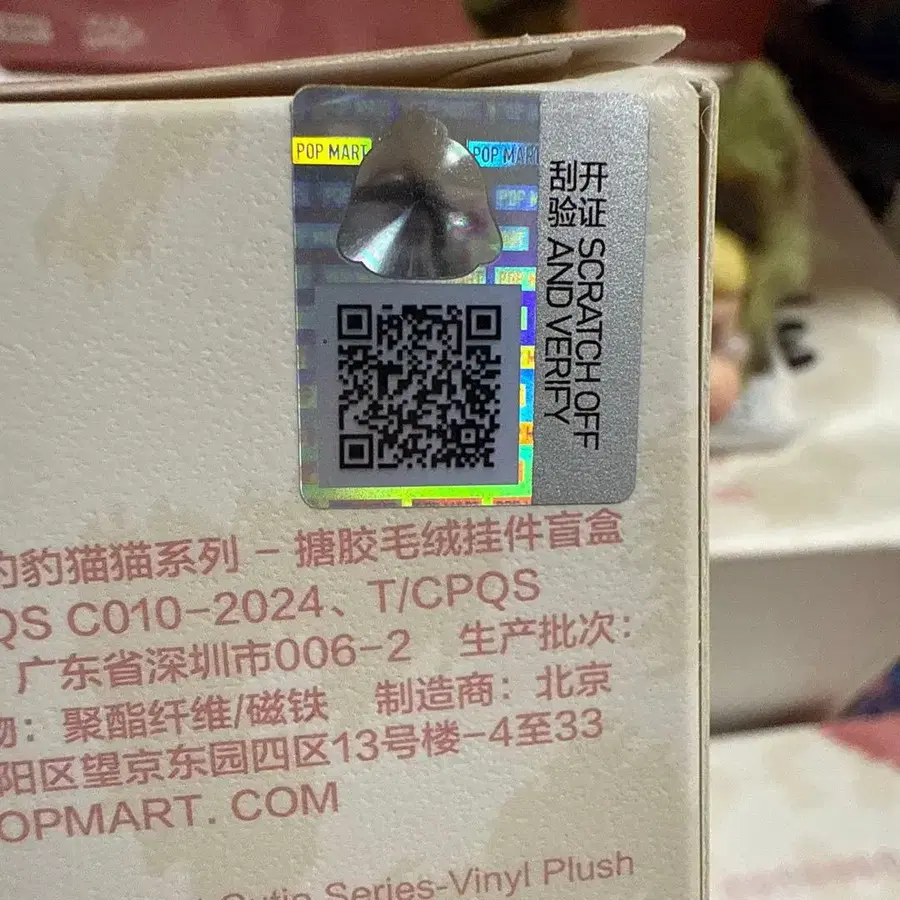 POP MART
POP MART
开证 SCRATCH OFF
刮验 AND VERIFY
豹猫猫系列 - 搪胶毛绒挂件盲盒
QS C010-2024、T/CPQS
广东省深圳市006-2 生产批次：
物：聚酯纤维/磁铁 制造商：北京
阳区望京东园四区13号楼-4至33
OPMART. COM
Series-Vinyl Plush